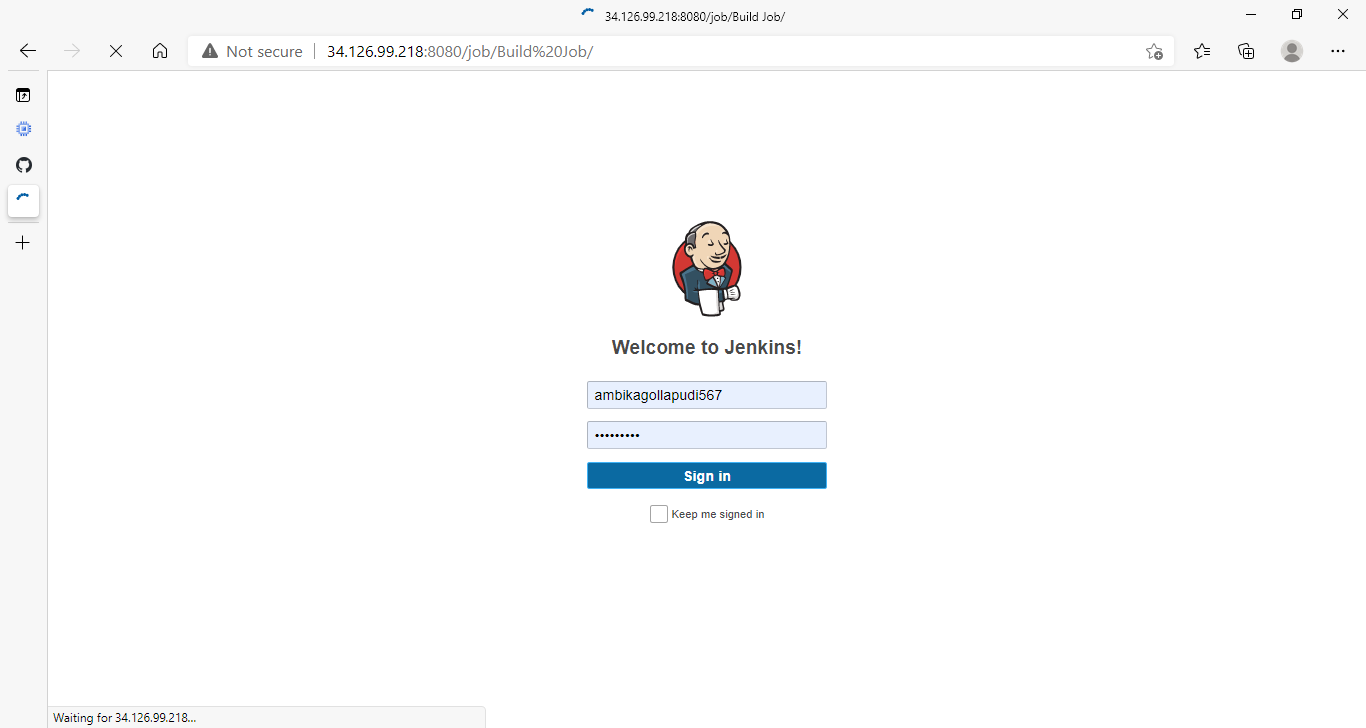 34.126.99.218:8080/job/Build Job/
Not secure 34.126.99.218:8080/job/Build%20Job/
Welcome to Jenkins!
ambikagollapudi567
•••••••••
Sign in
Keep me signed in
Waiting for 34.126.99.218...